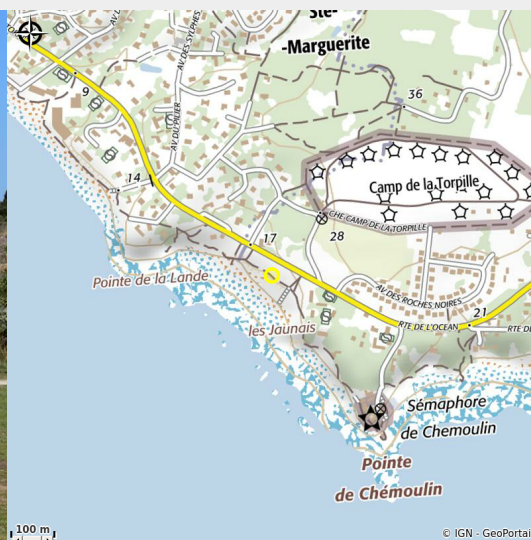 Ste-
-Marguerite
AV DES SYLPHES
9
36
AV DU PILIER
14
Camp de la Torpille
CHE CAMP DE LA TORPILLE
17
28
Pointe de la Lande
AV DES ROCHES NOIRES
les Jaunais
RTE DE L'OCEAN
21
RTE D
Sémaphore
de Chemoulin
Pointe
de Chémoulin
100 m
© IGN - GeoPortai